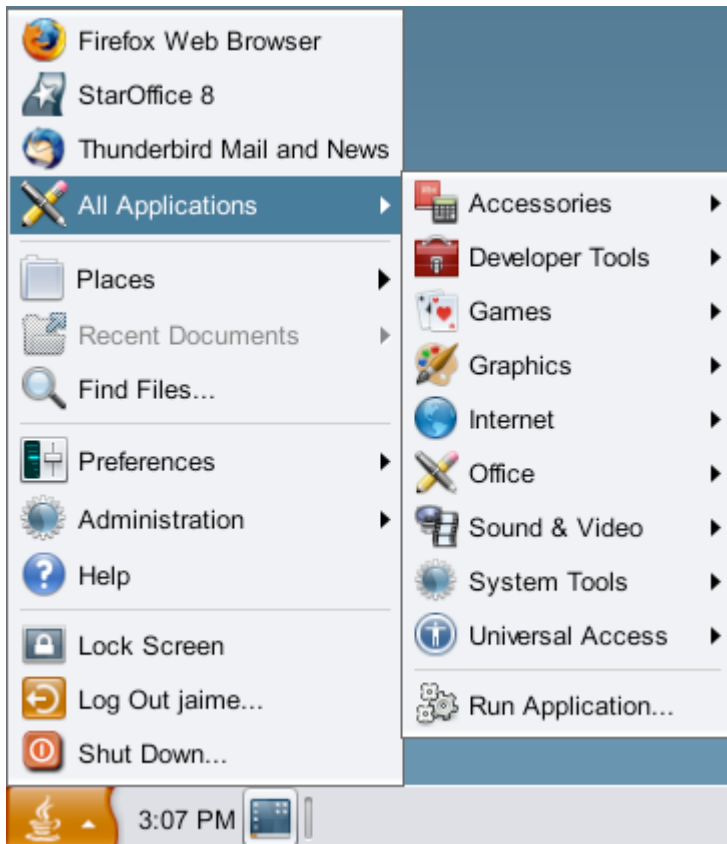 Firefox Web Browser
StarOffice 8
Thunderbird Mail and News
All Applications
Places
Recent Documents
Find Files...
Preferences
Administration
Help
Lock Screen
Log Out jaime...
Shut Down...
Accessories
Developer Tools
Games
Graphics
Internet
Office
Sound & Video
System Tools
Universal Access
Run Application...
3:07 PM